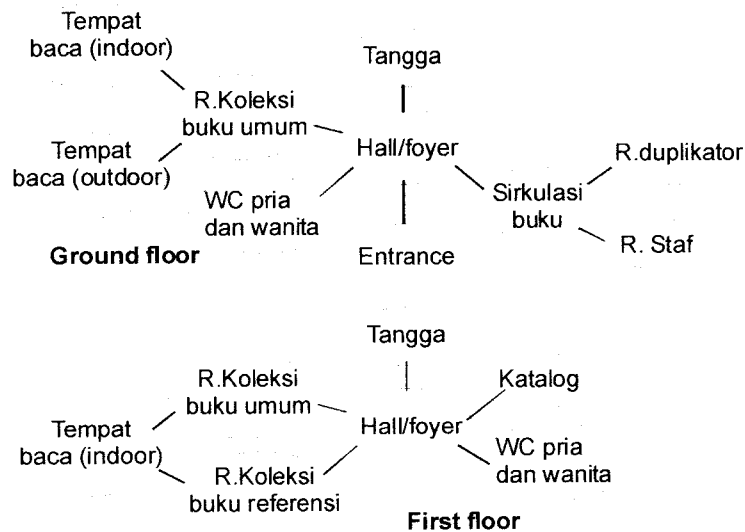 Tempat
baca (indoor)
Tangga
R.Koleksi
buku umum
Hall/foyer
Tempat
baca (outdoor)
R.duplikator
WC pria
dan wanita
Sirkulasi
buku
Ground floor
Entrance
R. Staf
Tangga
R.Koleksi
buku umum
Katalog
Hall/foyer
Tempat
baca (indoor)
WC pria
dan wanita
R.Koleksi
buku referensi
First floor